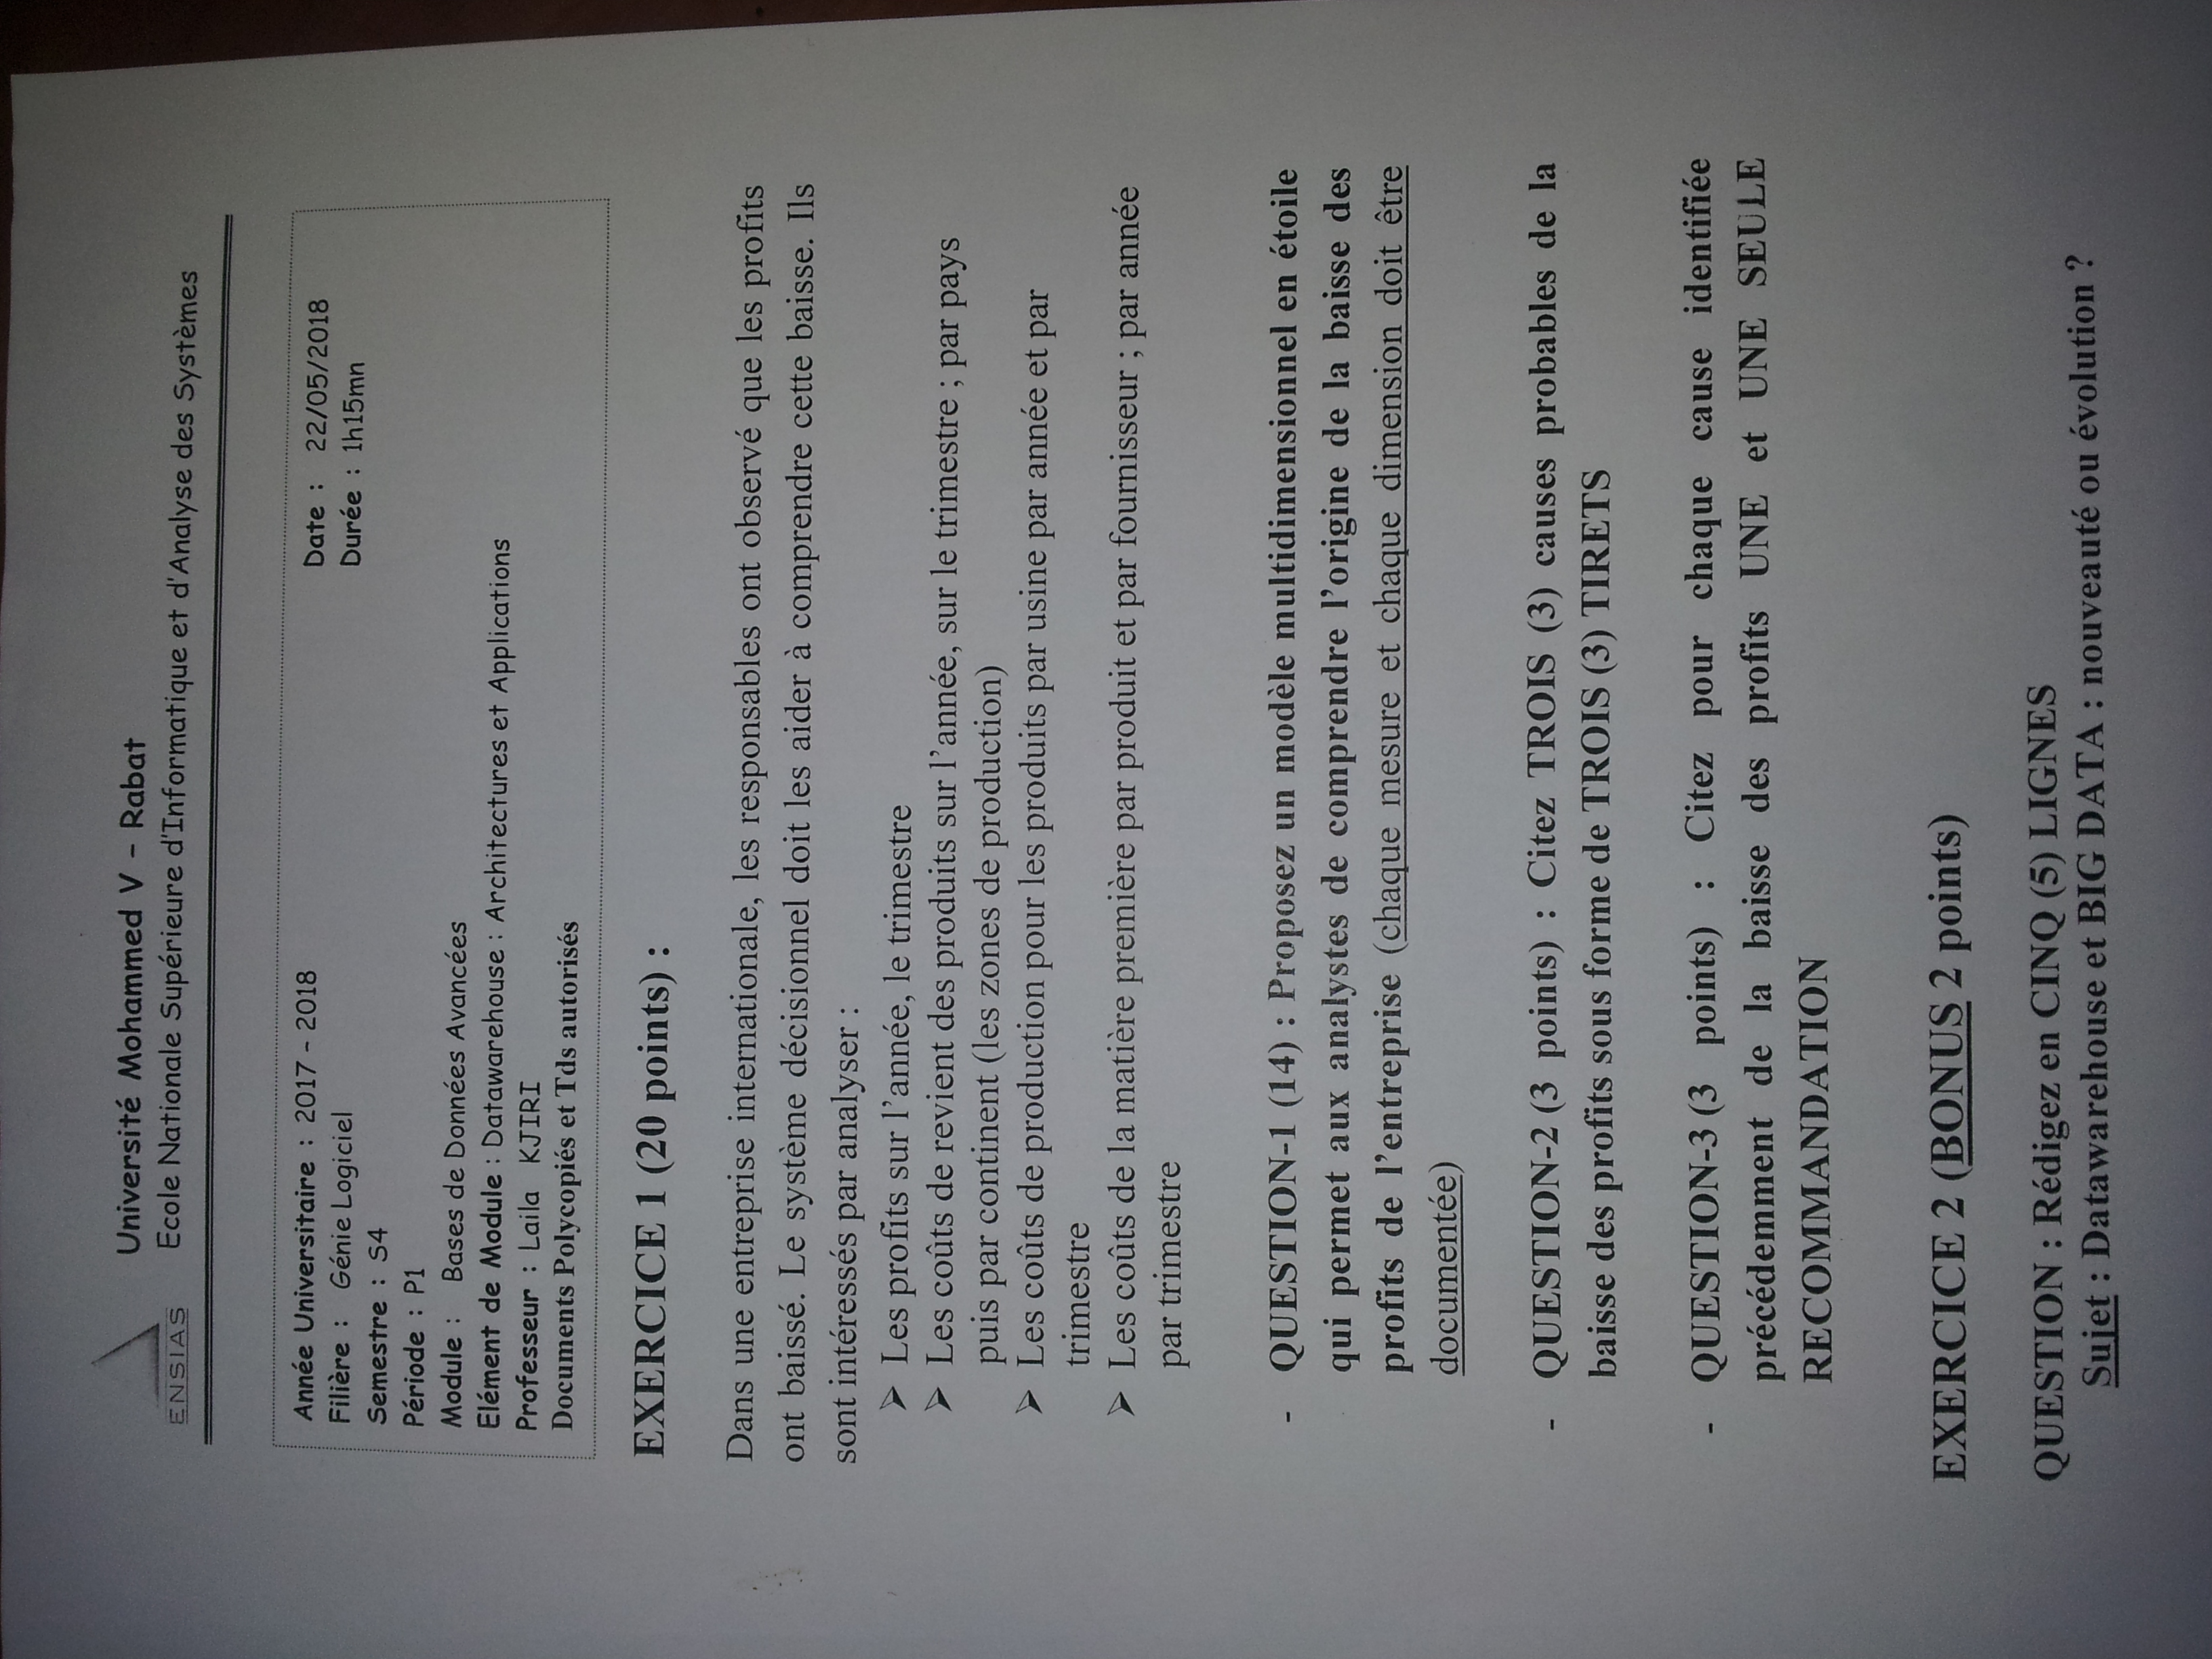 ENSIAS
Université Mohammed V – Rabat
Ecole Nationale Supérieure d'Informatique et d'Analyse des Systèmes
Année Universitaire : 2017 – 2018
Date : 22/05/2018
Filière : Génie Logiciel
Durée : 1h15mn
Semestre : S4
Période : P1
Module : Bases de Données Avancées
Elément de Module : Datawarehouse : Architectures et Applications
Professeur : Laila KJIRI
Documents Polycopiés et Tds autorisés
EXERCICE 1 (20 points) :
Dans une entreprise internationale, les responsables ont observé que les profits
ont baissé. Le système décisionnel doit les aider à comprendre cette baisse. Ils
sont intéressés par analyser :
➢ Les profits sur l'année, le trimestre
➢ Les coûts de revient des produits sur l'année, sur le trimestre ; par pays
puis par continent (les zones de production)
➢ Les coûts de production pour les produits par usine par année et par
trimestre
➢ Les coûts de la matière première par produit et par fournisseur ; par année
par trimestre
- QUESTION-1 (14) : Proposez un modèle multidimensionnel en étoile
qui permet aux analystes de comprendre l'origine de la baisse des
profits de l'entreprise (chaque mesure et chaque dimension doit être
documentée)
- QUESTION-2 (3 points) : Citez TROIS (3) causes probables de la
baisse des profits sous forme de TROIS (3) TIRETS
- QUESTION-3 (3 points) : Citez pour chaque cause identifiée
précédemment de la baisse des profits UNE et UNE SEULE
RECOMMANDATION
EXERCICE 2 (BONUS 2 points)
QUESTION : Rédigez en CINQ (5) LIGNES
Sujet : Datawarehouse et BIG DATA : nouveauté ou évolution ?